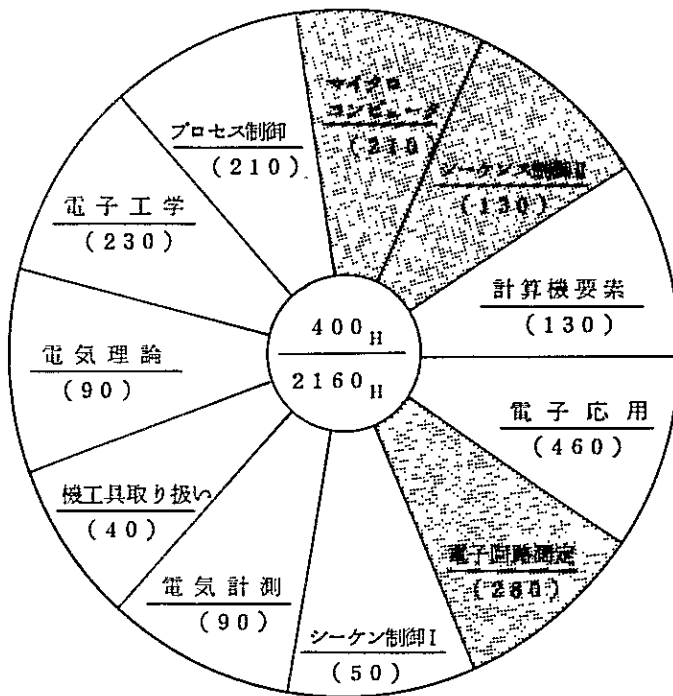 マイクロ
コンピュータ
(210)
シーケンス制御Ⅱ
(130)
計算機要素
(130)
電子応用
(460)
電子回路測定
(280)
シーケン制御Ⅰ
(50)
電気計測
(90)
機工具取り扱い
(40)
電気理論
(90)
電子工学
(230)
プロセス制御
(210)
400H
2160H